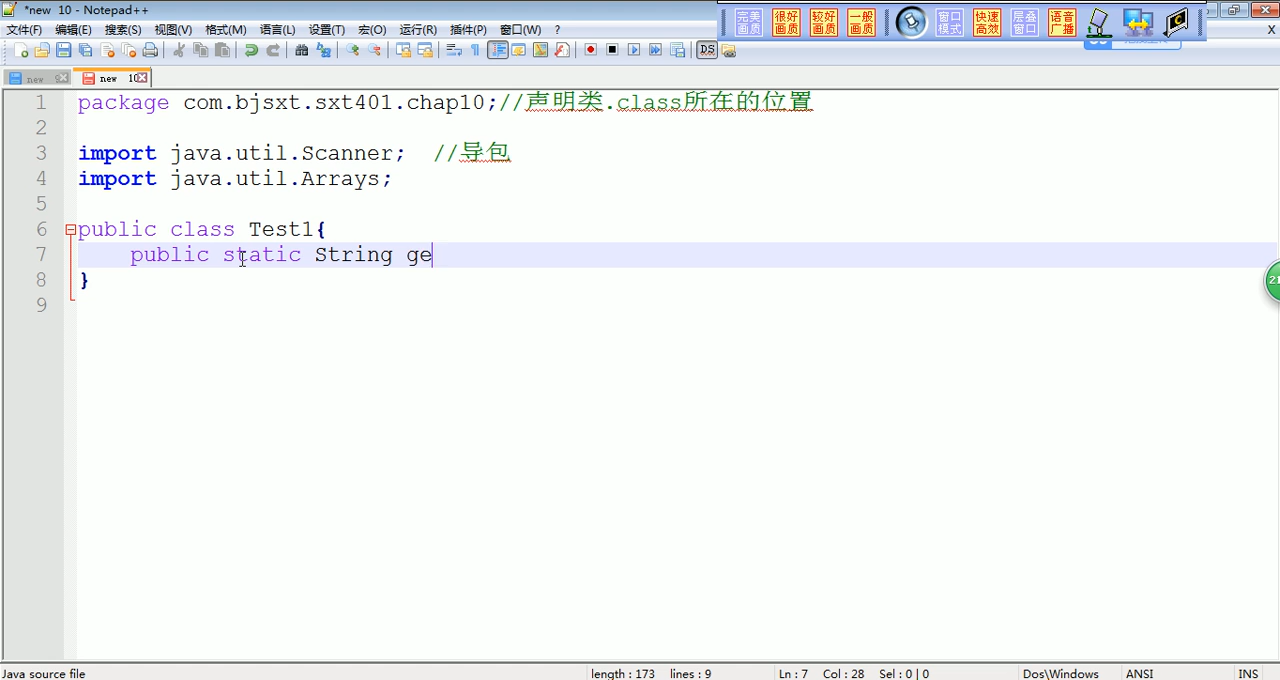 *new 10 - Notepad++
完美画质 很好画质 较好画质 一般画质 窗口模式 快速高效 层叠窗口 语音广播
文件(F) 编辑(E) 搜索(S) 视图(V) 格式(M) 语言(L) 设置(T) 宏(O) 运行(R) 插件(P) 窗口(W) ? X
new 9 new 10
1 package com.bjsxt.sxt401.chap10;//声明类.class所在的位置
2
3 import java.util.Scanner; //导包
4 import java.util.Arrays;
5
6 public class Test1{
7 public static String ge
8 }
9
21
Java source file length : 173 lines : 9 Ln : 7 Col : 28 Sel : 0 | 0 Dos\Windows ANSI INS